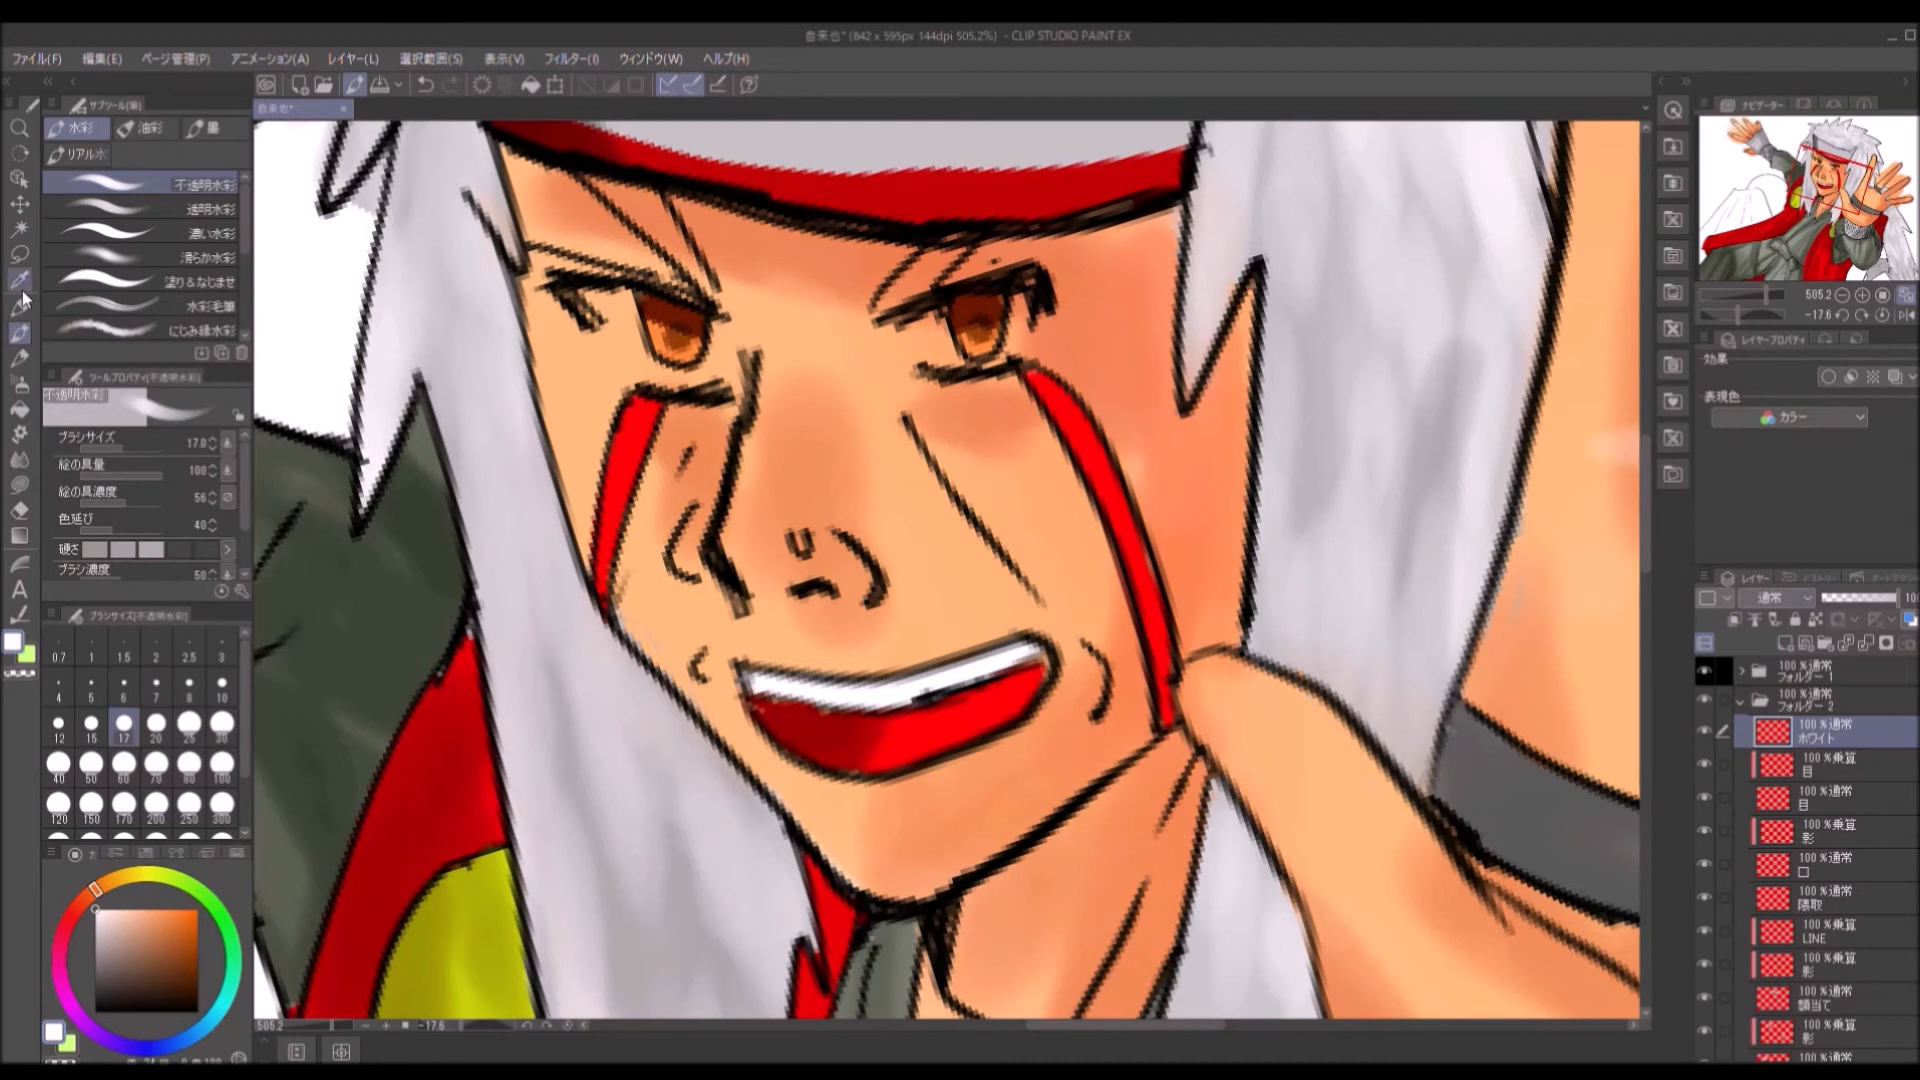 自来也* (842 x 595px 144dpi 505.2%) - CLIP STUDIO PAINT EX
ファイル(F) 編集(E) ページ管理(P) アニメーション(A) レイヤー(L) 選択範囲(S) 表示(V) フィルター(I) ウィンドウ(W) ヘルプ(H)
サブツール(筆)
自来也*
ナビゲーター
水彩 油彩 墨
リアル水
不透明水彩
透明水彩
濃い水彩
滑らか水彩
塗り&なじませ
水彩毛筆
にじみ縁水彩
ツールプロパティ(不透明水彩)
不透明水彩
ブラシサイズ 17.0
絵の具量 100
絵の具濃度 56
色延び 40
硬さ
ブラシ濃度 50
ブラシサイズ(不透明水彩)
0.7 1 1.5 2 2.5 3
4 5 6 7 8 10
12 15 17 20 25 30
40 50 60 70 80 100
120 150 170 200 250 300
505.2 -17.6
505.2
-17.6
レイヤープロパティ
効果
表現色
カラー
レイヤー
通常 100
100 %通常
フォルダー 1
100 %通常
フォルダー 2
100 %通常
ホワイト
100 %乗算
目
100 %通常
目
100 %乗算
影
100 %通常
口
100 %通常
隈取
100 %乗算
LINE
100 %乗算
影
100 %通常
額当て
100 %乗算
影
100 %通常